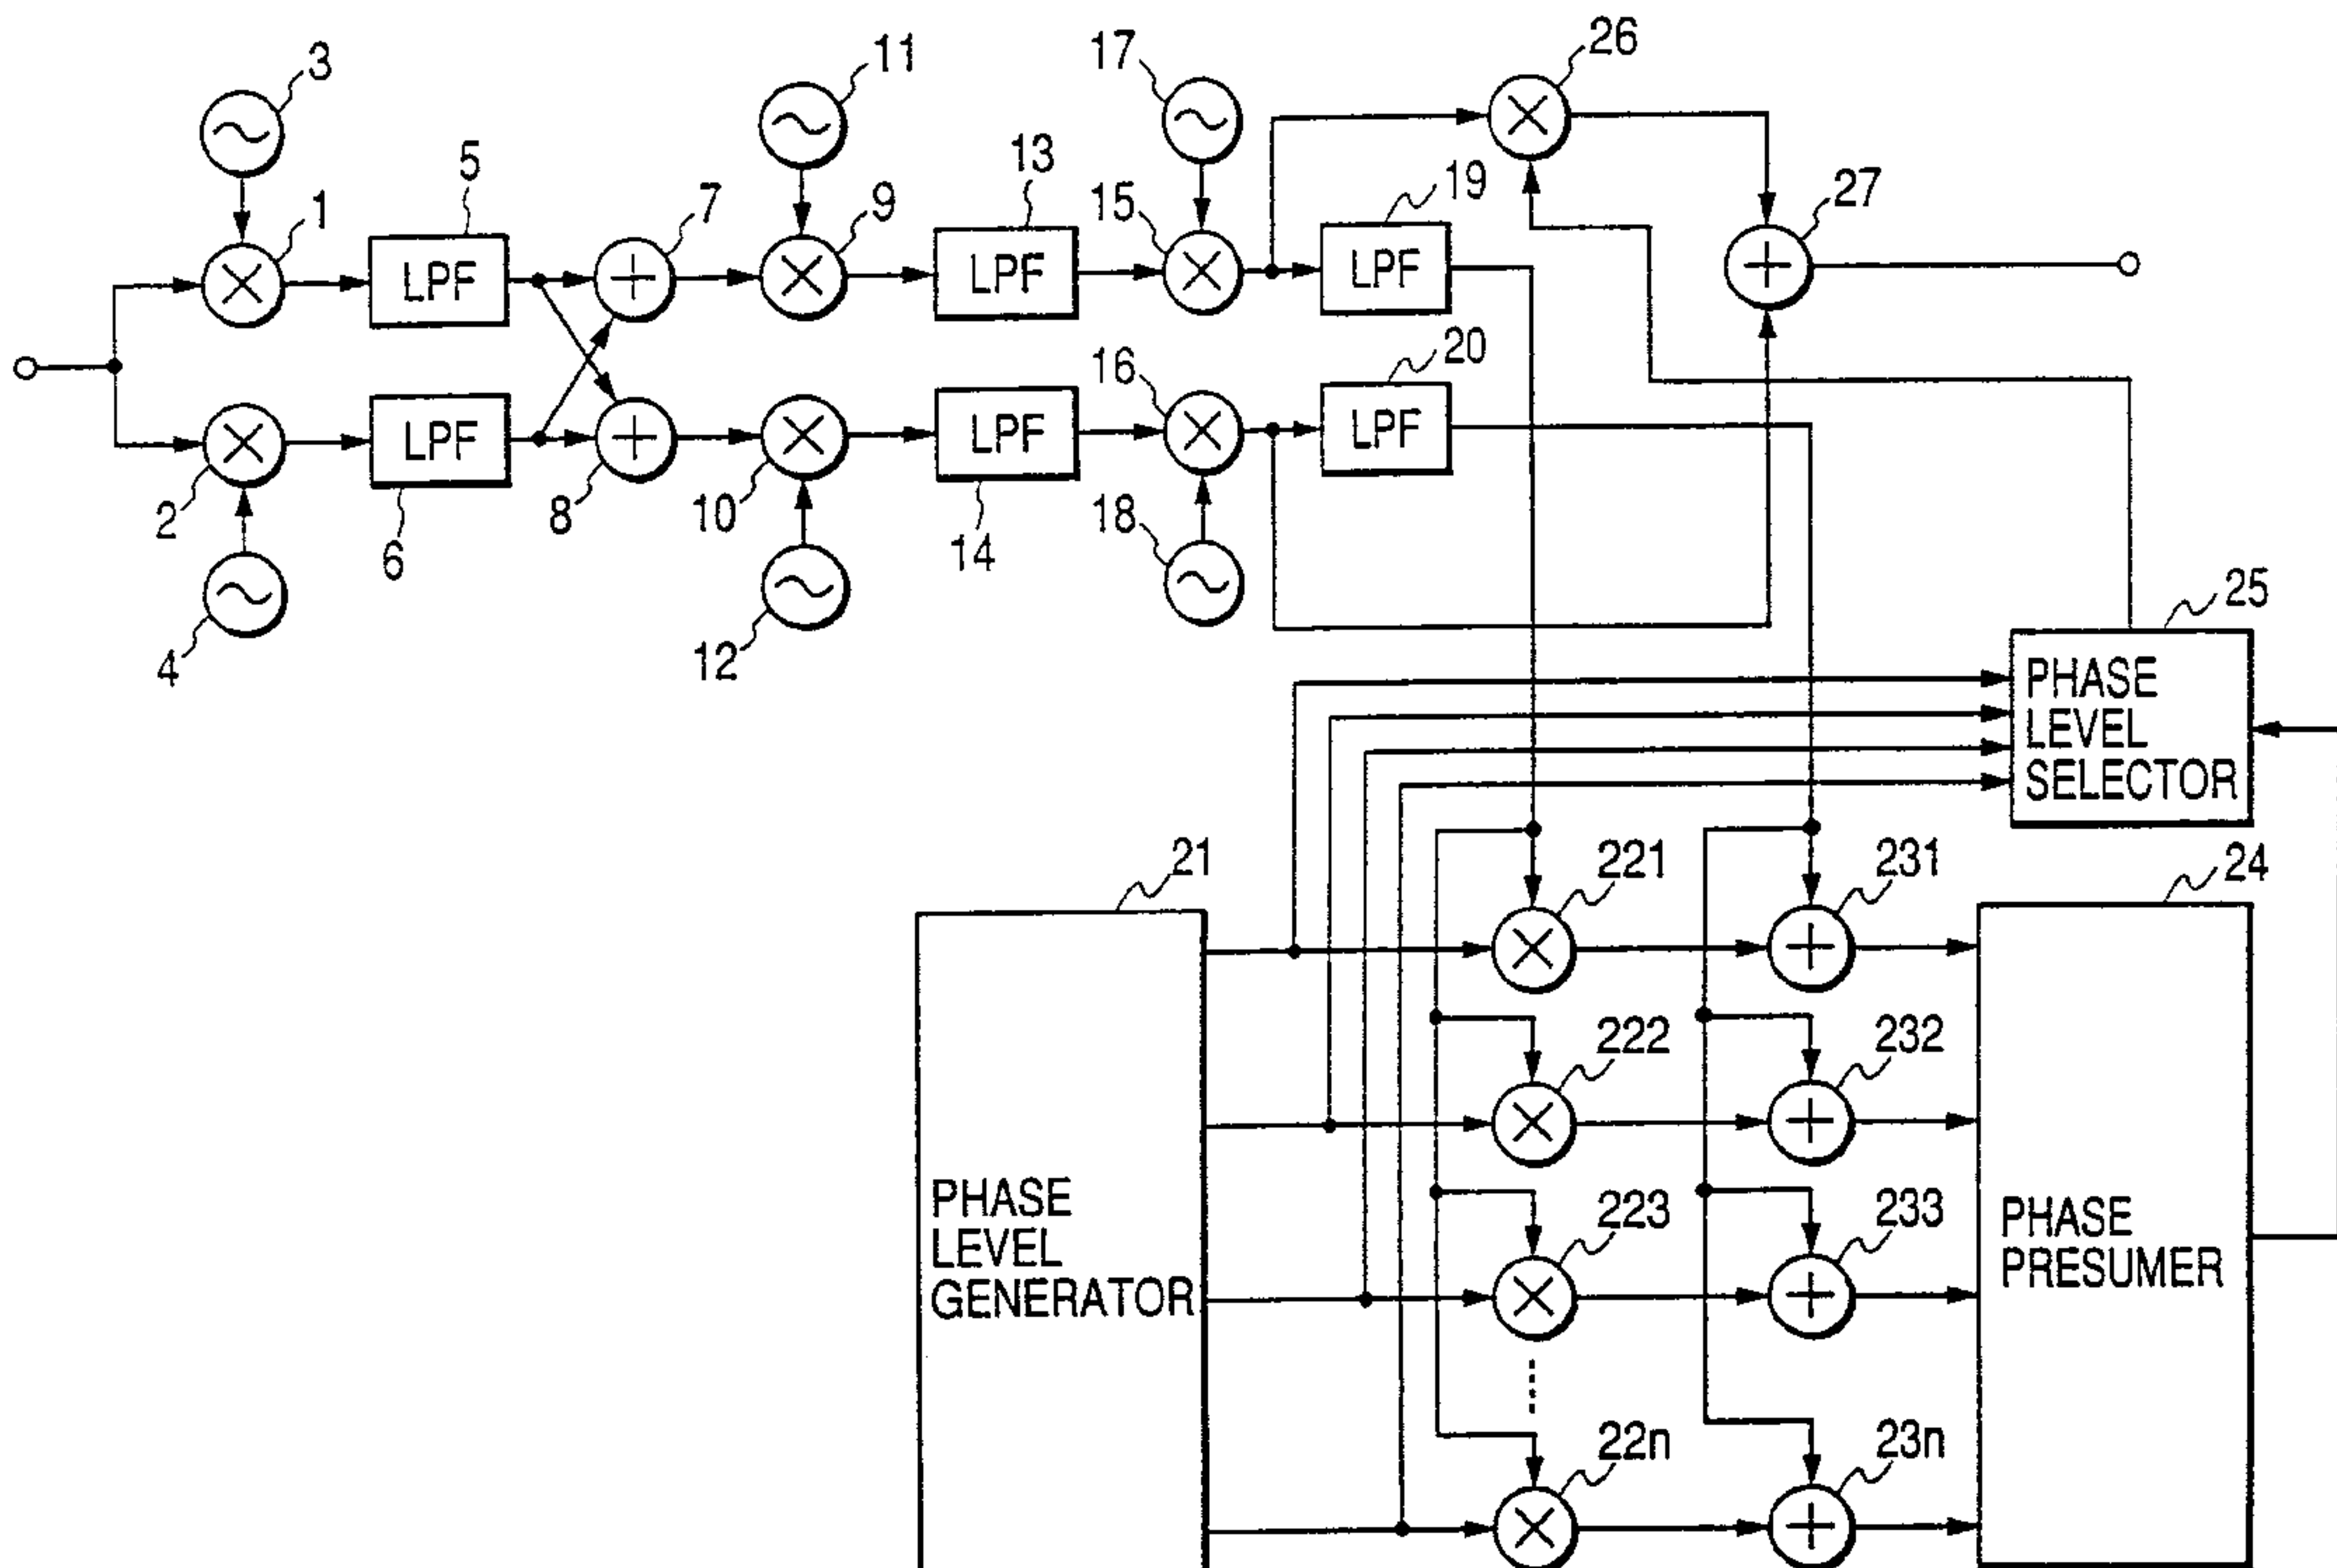 3
11
17
26
5
13
1
7
9
15
19
27
LPF
LPF
LPF
20
16
LPF
LPF
LPF
2
6
8
10
14
18
4
12
25
PHASE
LEVEL
SELECTOR
21
221
231
24
222
232
PHASE
LEVEL
GENERATOR
223
233
PHASE
PRESUMER
22n
23n